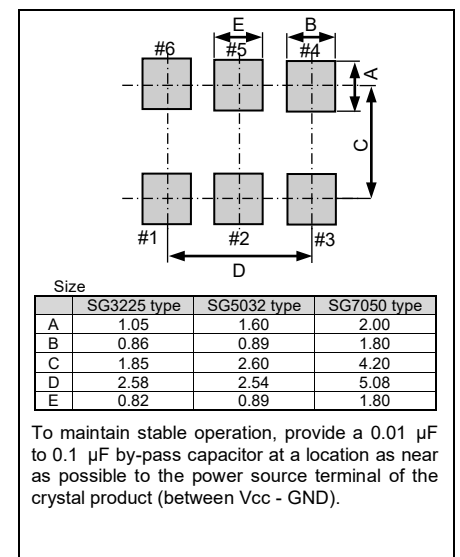 E B
#6 #5 #4
A
C
#1 #2 #3
D
Size
SG3225 type SG5032 type SG7050 type
A 1.05 1.60 2.00
B 0.86 0.89 1.80
C 1.85 2.60 4.20
D 2.58 2.54 5.08
E 0.82 0.89 1.80
To maintain stable operation, provide a 0.01 µF
to 0.1 µF by-pass capacitor at a location as near
as possible to the power source terminal of the
crystal product (between Vcc - GND).